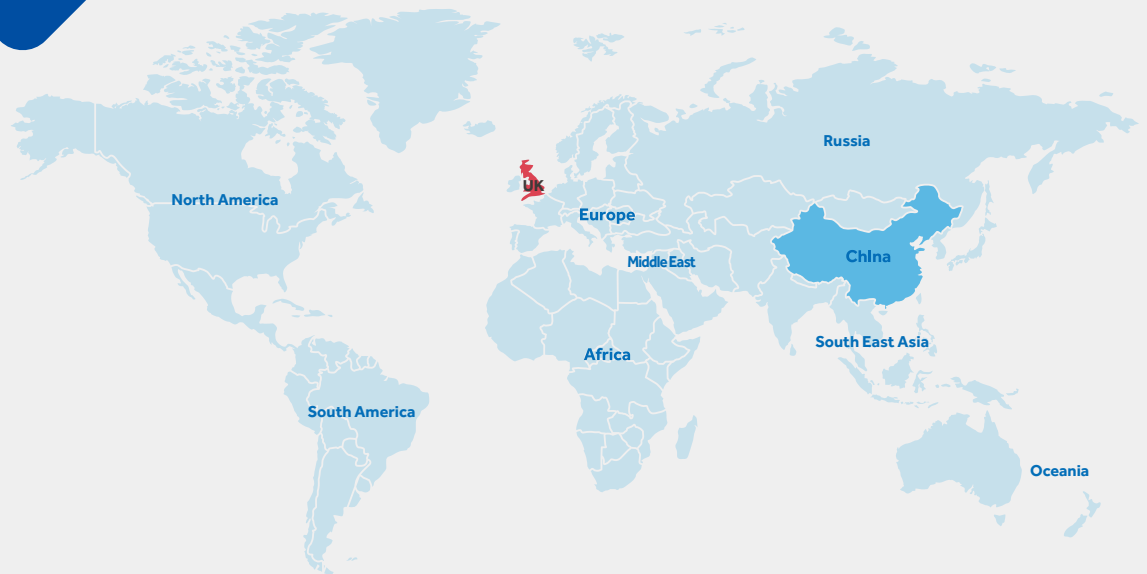 Russia
UK
North America
Europe
ChIna
Middle East
South East Asia
Africa
South America
Oceania